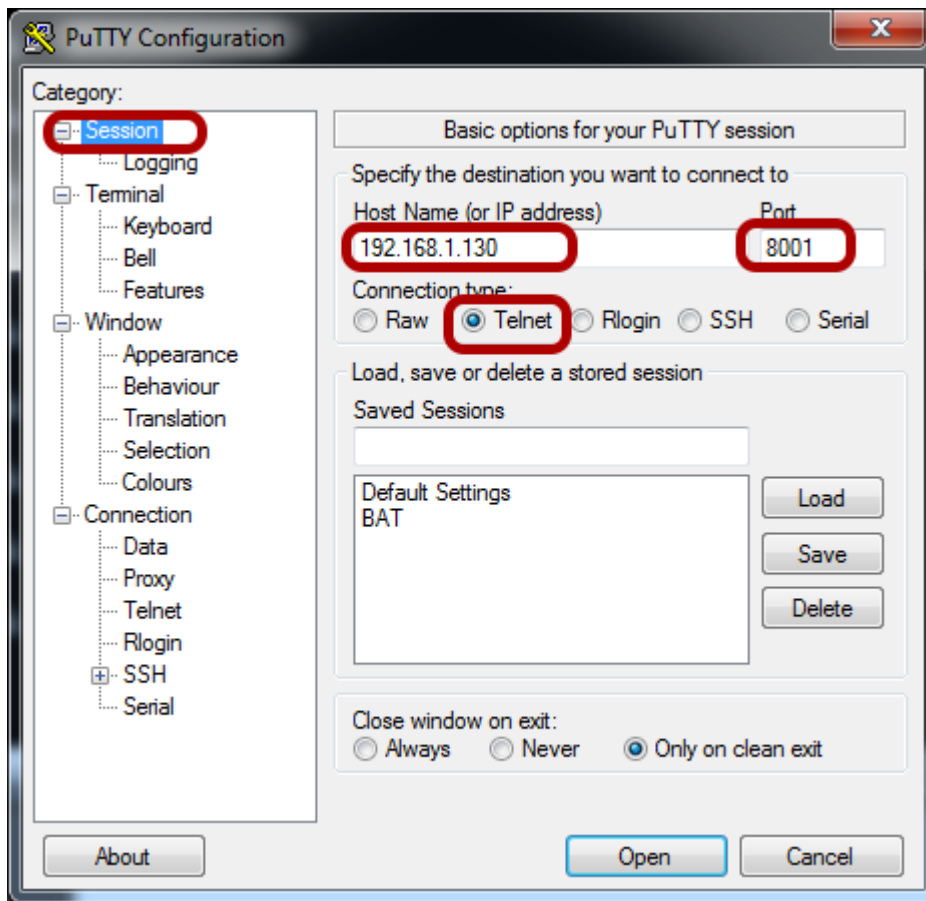 PuTTY Configuration
Category:
Session
Logging
Terminal
Keyboard
Bell
Features
Window
Appearance
Behaviour
Translation
Selection
Colours
Connection
Data
Proxy
Telnet
Rlogin
SSH
Serial
Basic options for your PuTTY session
Specify the destination you want to connect to
Host Name (or IP address) Port
192.168.1.130 8001
Connection type:
Raw Telnet Rlogin SSH Serial
Load, save or delete a stored session
Saved Sessions
Default Settings
BAT
Load
Save
Delete
Close window on exit:
Always Never Only on clean exit
About Open Cancel